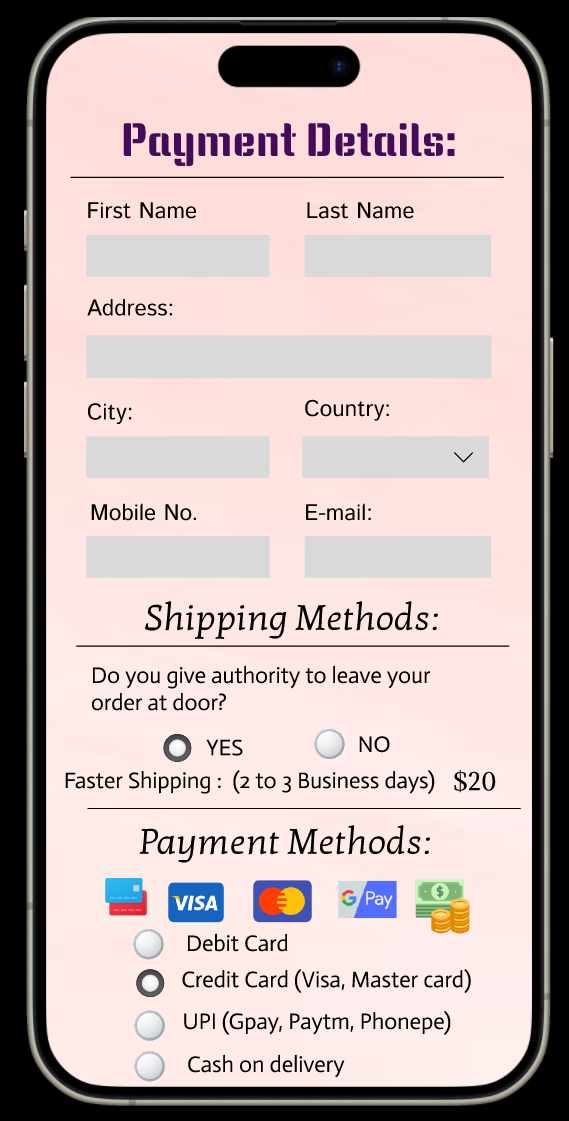 Payment Details:
First Name Last Name
Address:
City: Country:
Mobile No. E-mail:
Shipping Methods:
Do you give authority to leave your
order at door?
YES NO
Faster Shipping : (2 to 3 Business days) $20
Payment Methods:
VISA G Pay $
Debit Card
Credit Card (Visa, Master card)
UPI (Gpay, Paytm, Phonepe)
Cash on delivery